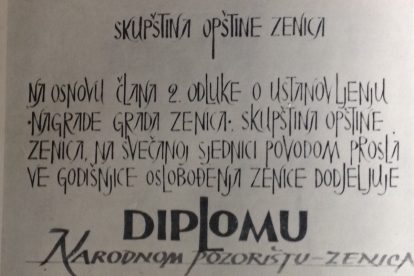 SKUPŠTINA OPŠTINE ZENICA
NA OSNOVU ČLANA 2. ODLUKE O USTANOVLJENJU
·NAGRADE GRADA ZENICA· SKUPŠTINA OPŠTINE
ZENICA, NA SVEČANOJ SJEDNICI POVODOM PROSLA
VE GODIŠNJICE OSLOBOĐENJA ZENICE DODJELJUJE
DIPLOMU
NARODNOM POZORIŠTU-ZENICA